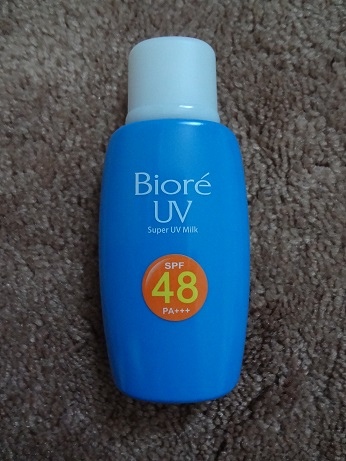 Bioré
UV
Super UV Milk
SPF
48
PA+++